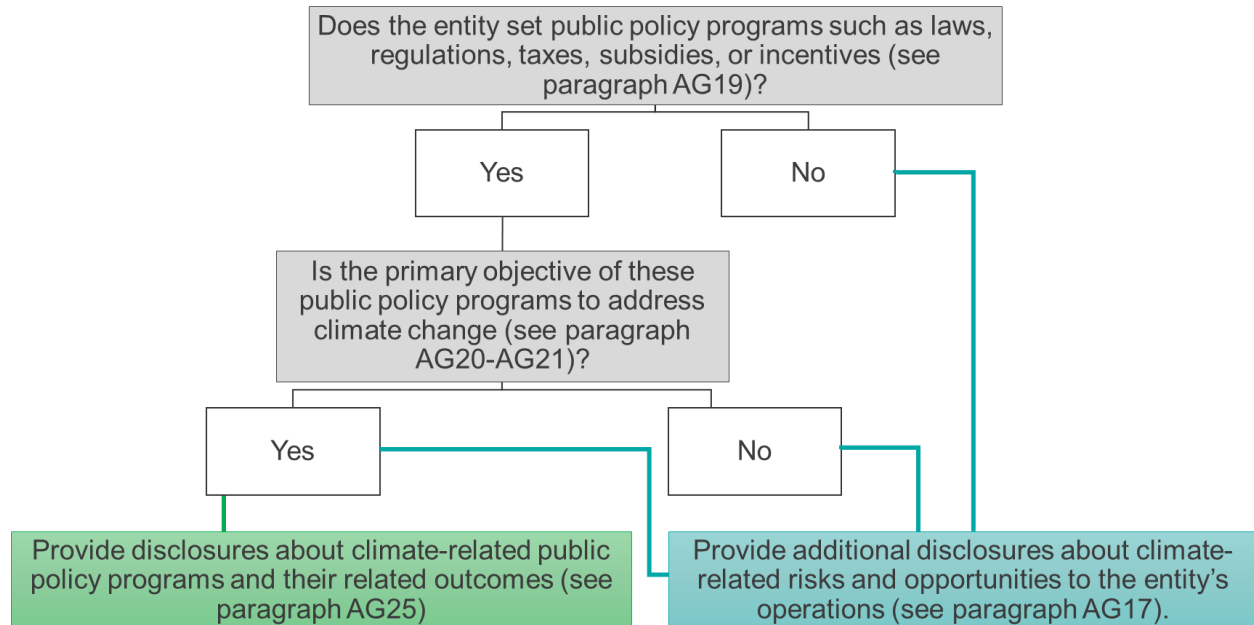 Does the entity set public policy programs such as laws,
regulations, taxes, subsidies, or incentives (see
paragraph AG19)?
Yes
No
Is the primary objective of these
public policy programs to address
climate change (see paragraph
AG20-AG21)?
Yes
No
Provide disclosures about climate-related public
policy programs and their related outcomes (see
paragraph AG25)
Provide additional disclosures about climate-
related risks and opportunities to the entity’s
operations (see paragraph AG17).